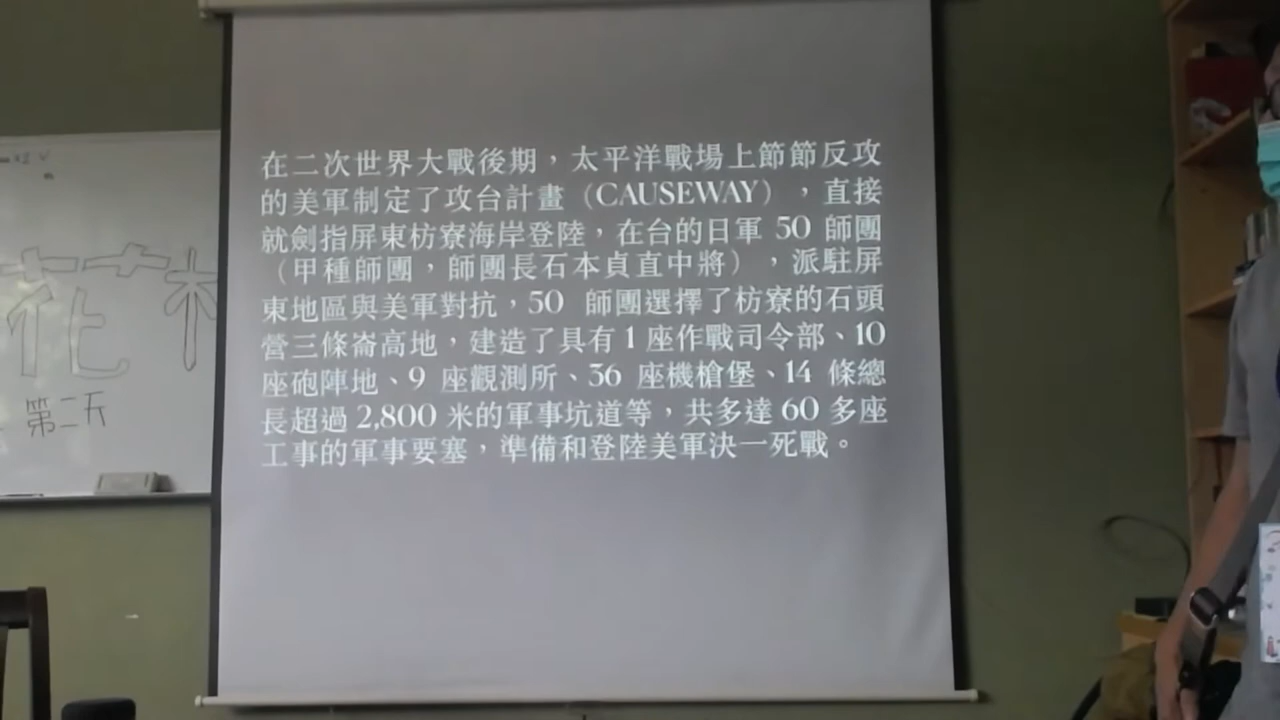 花
第二天
在二次世界大戰後期，太平洋戰場上節節反攻
的美軍制定了攻台計畫（CAUSEWAY），直接
就劍指屏東枋寮海岸登陸，在台的日軍 50 師團
（甲種師團，師團長石本貞直中將），派駐屏
東地區與美軍對抗，50 師團選擇了枋寮的石頭
營三條崙高地，建造了具有 1 座作戰司令部、10
座砲陣地、9 座觀測所、36 座機槍堡、14 條總
長超過 2,800 米的軍事坑道等，共多達 60 多座
工事的軍事要塞，準備和登陸美軍決一死戰。